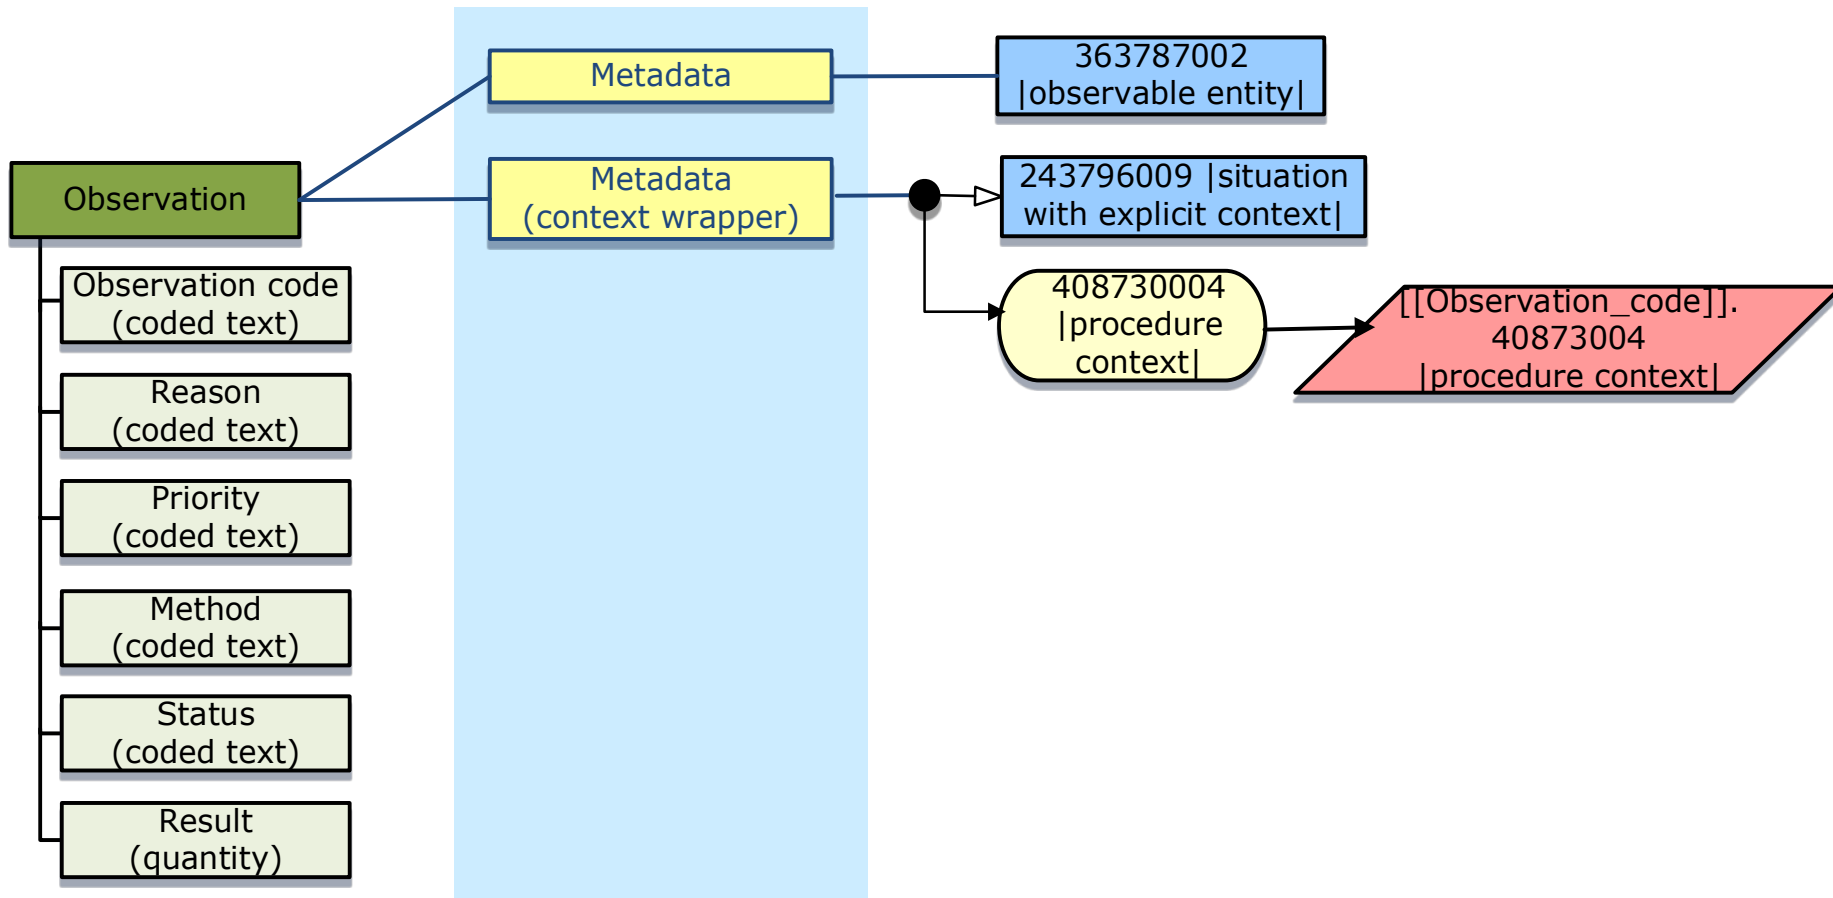 Metadata
363787002
|observable entity|
Observation
Metadata
(context wrapper)
243796009 |situation
with explicit context|
Observation code
(coded text)
408730004
|procedure
context|
[[Observation_code]].
40873004
|procedure context|
Reason
(coded text)
Priority
(coded text)
Method
(coded text)
Status
(coded text)
Result
(quantity)